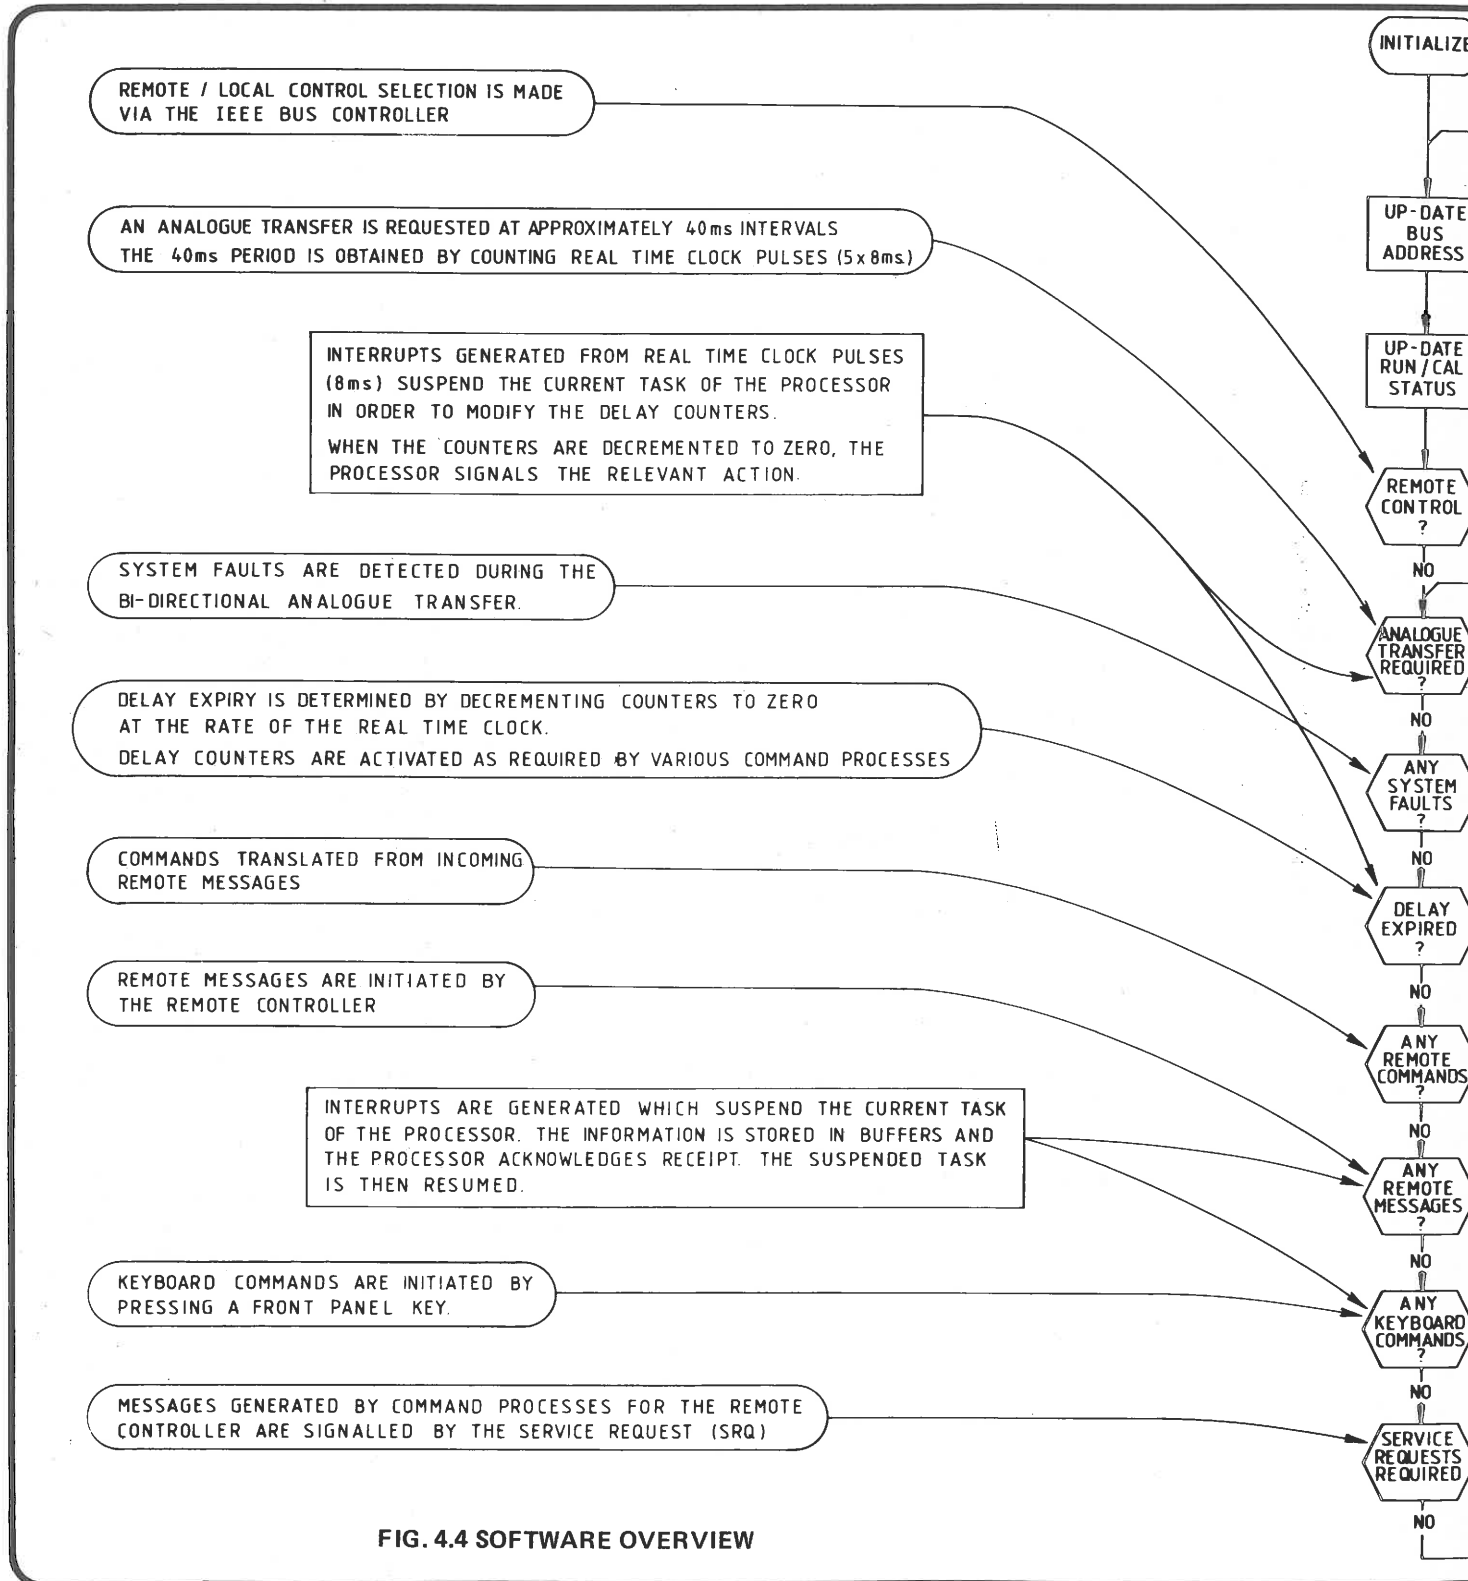 INITIALIZE
REMOTE / LOCAL CONTROL SELECTION IS MADE
VIA THE IEEE BUS CONTROLLER
AN ANALOGUE TRANSFER IS REQUESTED AT APPROXIMATELY 40ms INTERVALS
THE 40ms PERIOD IS OBTAINED BY COUNTING REAL TIME CLOCK PULSES (5x8ms.)
UP-DATE
BUS
ADDRESS
INTERRUPTS GENERATED FROM REAL TIME CLOCK PULSES
(8ms) SUSPEND THE CURRENT TASK OF THE PROCESSOR
IN ORDER TO MODIFY THE DELAY COUNTERS.
WHEN THE COUNTERS ARE DECREMENTED TO ZERO, THE
PROCESSOR SIGNALS THE RELEVANT ACTION.
UP-DATE
RUN/CAL
STATUS
REMOTE
CONTROL
?
NO
SYSTEM FAULTS ARE DETECTED DURING THE
BI-DIRECTIONAL ANALOGUE TRANSFER.
ANALOGUE
TRANSFER
REQUIRED
?
NO
DELAY EXPIRY IS DETERMINED BY DECREMENTING COUNTERS TO ZERO
AT THE RATE OF THE REAL TIME CLOCK.
DELAY COUNTERS ARE ACTIVATED AS REQUIRED BY VARIOUS COMMAND PROCESSES
ANY
SYSTEM
FAULTS
?
NO
COMMANDS TRANSLATED FROM INCOMING
REMOTE MESSAGES
DELAY
EXPIRED
?
NO
REMOTE MESSAGES ARE INITIATED BY
THE REMOTE CONTROLLER
ANY
REMOTE
COMMANDS
?
NO
INTERRUPTS ARE GENERATED WHICH SUSPEND THE CURRENT TASK
OF THE PROCESSOR. THE INFORMATION IS STORED IN BUFFERS AND
THE PROCESSOR ACKNOWLEDGES RECEIPT. THE SUSPENDED TASK
IS THEN RESUMED.
ANY
REMOTE
MESSAGES
?
NO
KEYBOARD COMMANDS ARE INITIATED BY
PRESSING A FRONT PANEL KEY.
ANY
KEYBOARD
COMMANDS
?
NO
MESSAGES GENERATED BY COMMAND PROCESSES FOR THE REMOTE
CONTROLLER ARE SIGNALLED BY THE SERVICE REQUEST (SRQ)
SERVICE
REQUESTS
REQUIRED
NO
FIG. 4.4 SOFTWARE OVERVIEW